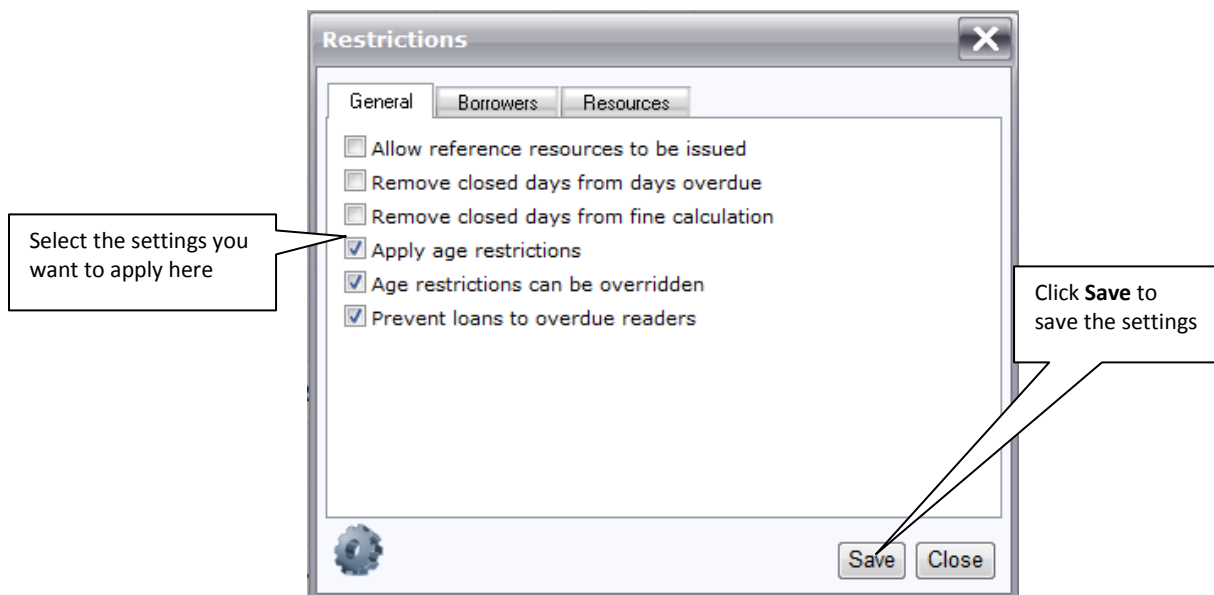 Restrictions
General Borrowers Resources
Allow reference resources to be issued
Remove closed days from days overdue
Remove closed days from fine calculation
Apply age restrictions
Age restrictions can be overridden
Prevent loans to overdue readers
Select the settings you
want to apply here
Click Save to
save the settings
Save Close